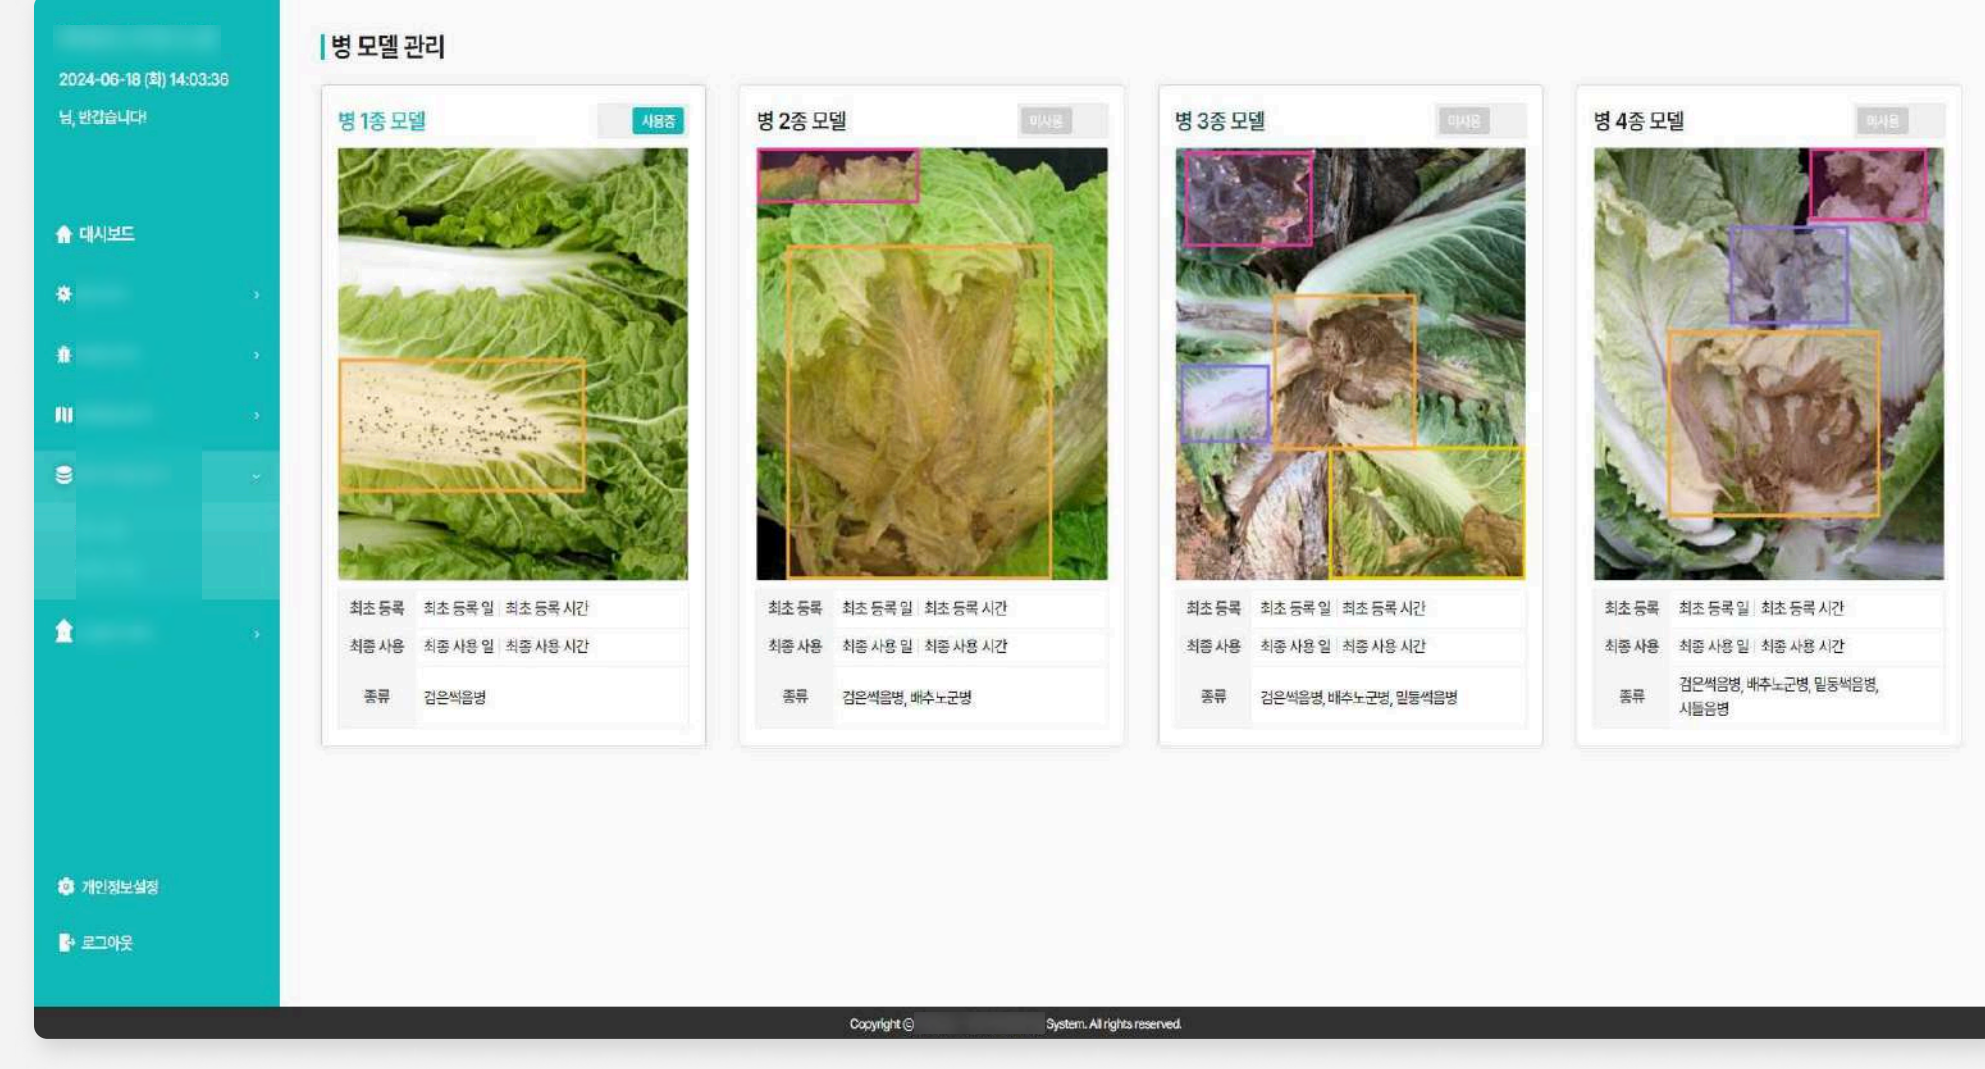 2024-06-18 (화) 14:03:36
님, 반갑습니다!
대시보드
개인정보설정
로그아웃
병 모델 관리
병 1종 모델
사용중
최초 등록 최초 등록 일 최초 등록 시간
최종 사용 최종 사용 일 최종 사용 시간
종류 검은썩음병
병 2종 모델
미사용
최초 등록 최초 등록 일 최초 등록 시간
최종 사용 최종 사용 일 최종 사용 시간
종류 검은썩음병, 배추노균병
병 3종 모델
미사용
최초 등록 최초 등록 일 최초 등록 시간
최종 사용 최종 사용 일 최종 사용 시간
종류 검은썩음병, 배추노균병, 밑둥썩음병
병 4종 모델
미사용
최초 등록 최초 등록 일 최초 등록 시간
최종 사용 최종 사용 일 최종 사용 시간
종류 검은썩음병, 배추노균병, 밑둥썩음병,
시들음병
Copyright © System. All rights reserved.